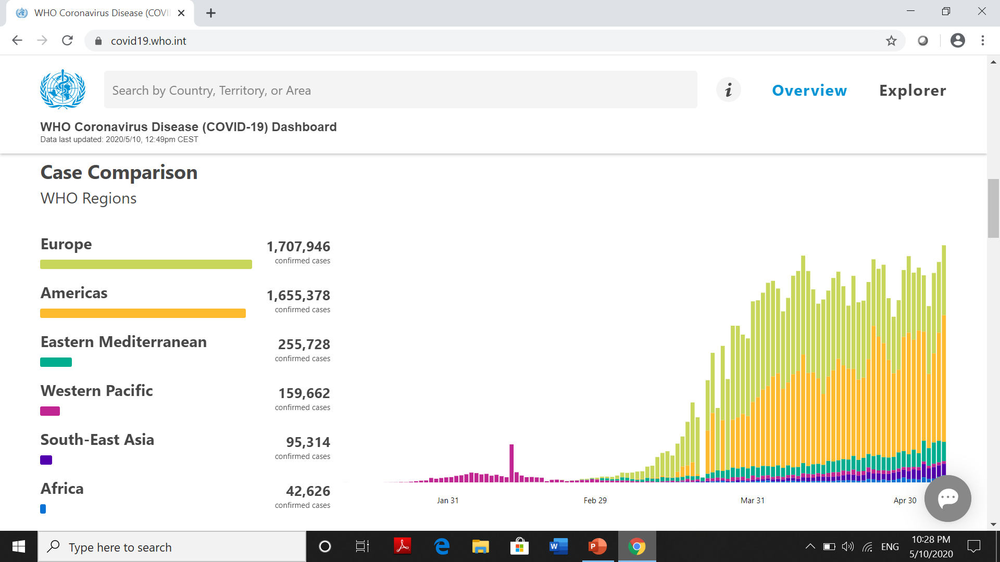 WHO Coronavirus Disease (COVI
covid19.who.int
Search by Country, Territory, or Area
i
Overview
Explorer
WHO Coronavirus Disease (COVID-19) Dashboard
Data last updated: 2020/5/10, 12:49pm CEST
Case Comparison
WHO Regions
Europe
1,707,946
confirmed cases
Americas
1,655,378
confirmed cases
Eastern Mediterranean
255,728
confirmed cases
Western Pacific
159,662
confirmed cases
South-East Asia
95,314
confirmed cases
Africa
42,626
confirmed cases
Jan 31 Feb 29 Mar 31 Apr 30
Type here to search
W
P
ENG
10:28 PM
5/10/2020